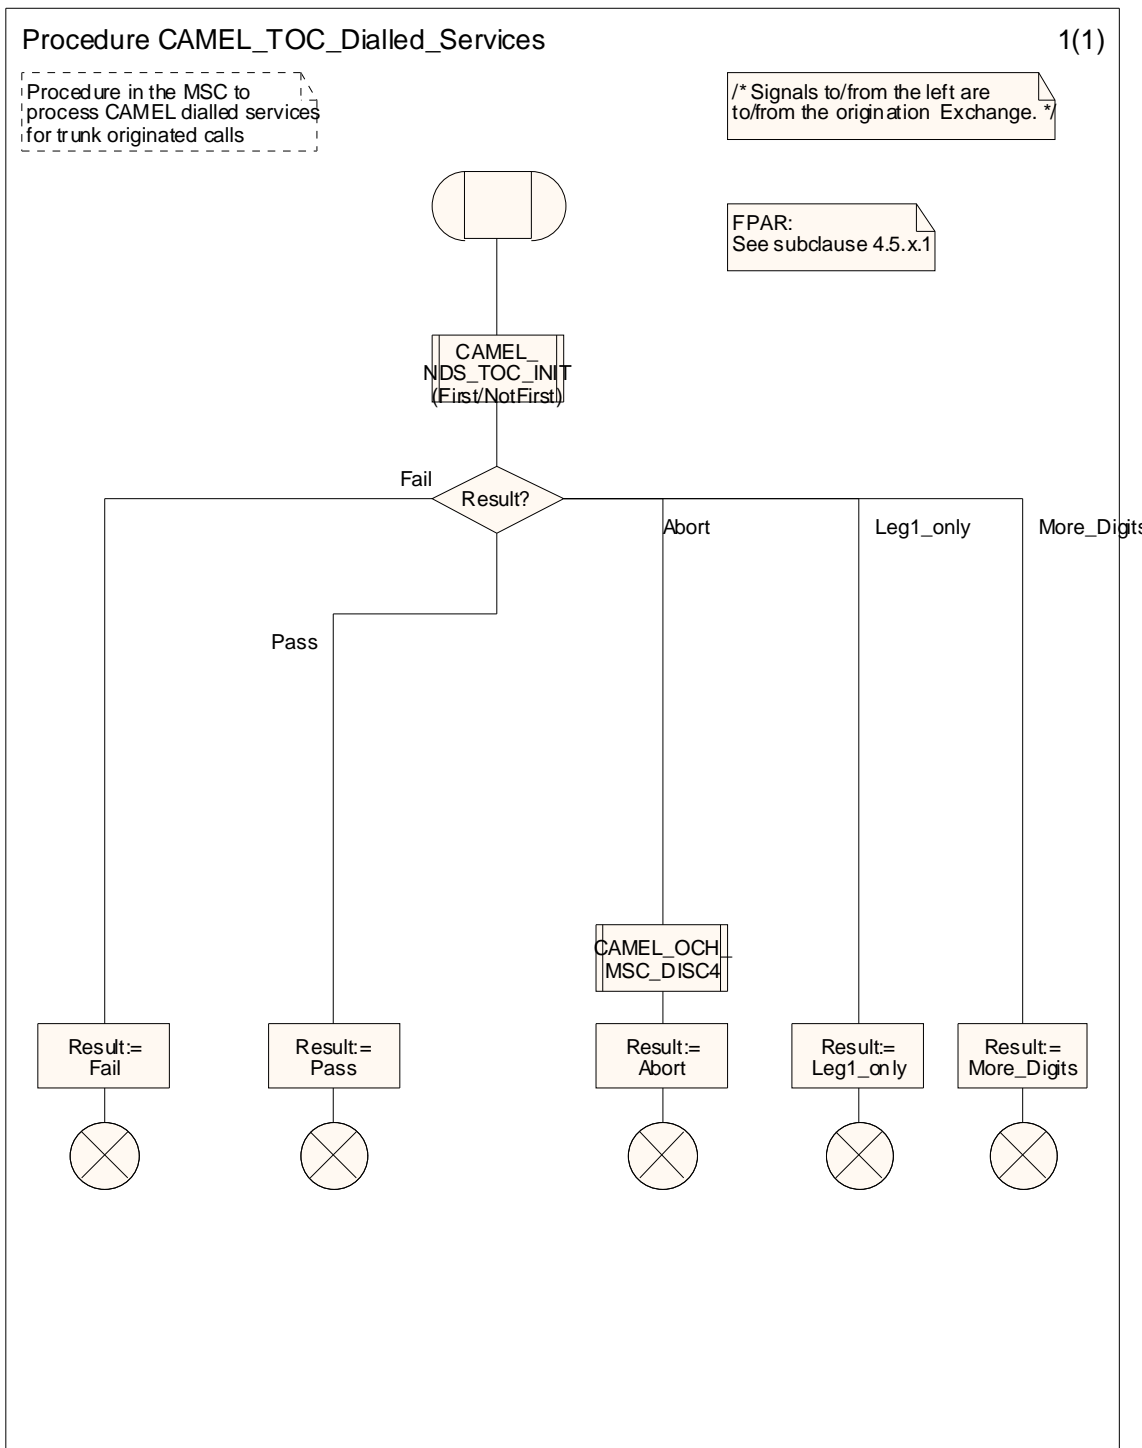 Procedure CAMEL_TOC_Dialled_Services
1(1)
Procedure in the MSC to
process CAMEL dialled services
for trunk originated calls
/* Signals to/from the left are
to/from the origination Exchange. */
FPAR:
See subclause 4.5.x.1
CAMEL_
NDS_TOC_INIT
(First/NotFirst)
Fail
Result?
Abort
Leg1_only
More_Digits
Pass
CAMEL_OCH_
MSC_DISC4
Result:=
Fail
Result:=
Pass
Result:=
Abort
Result:=
Leg1_only
Result:=
More_Digits